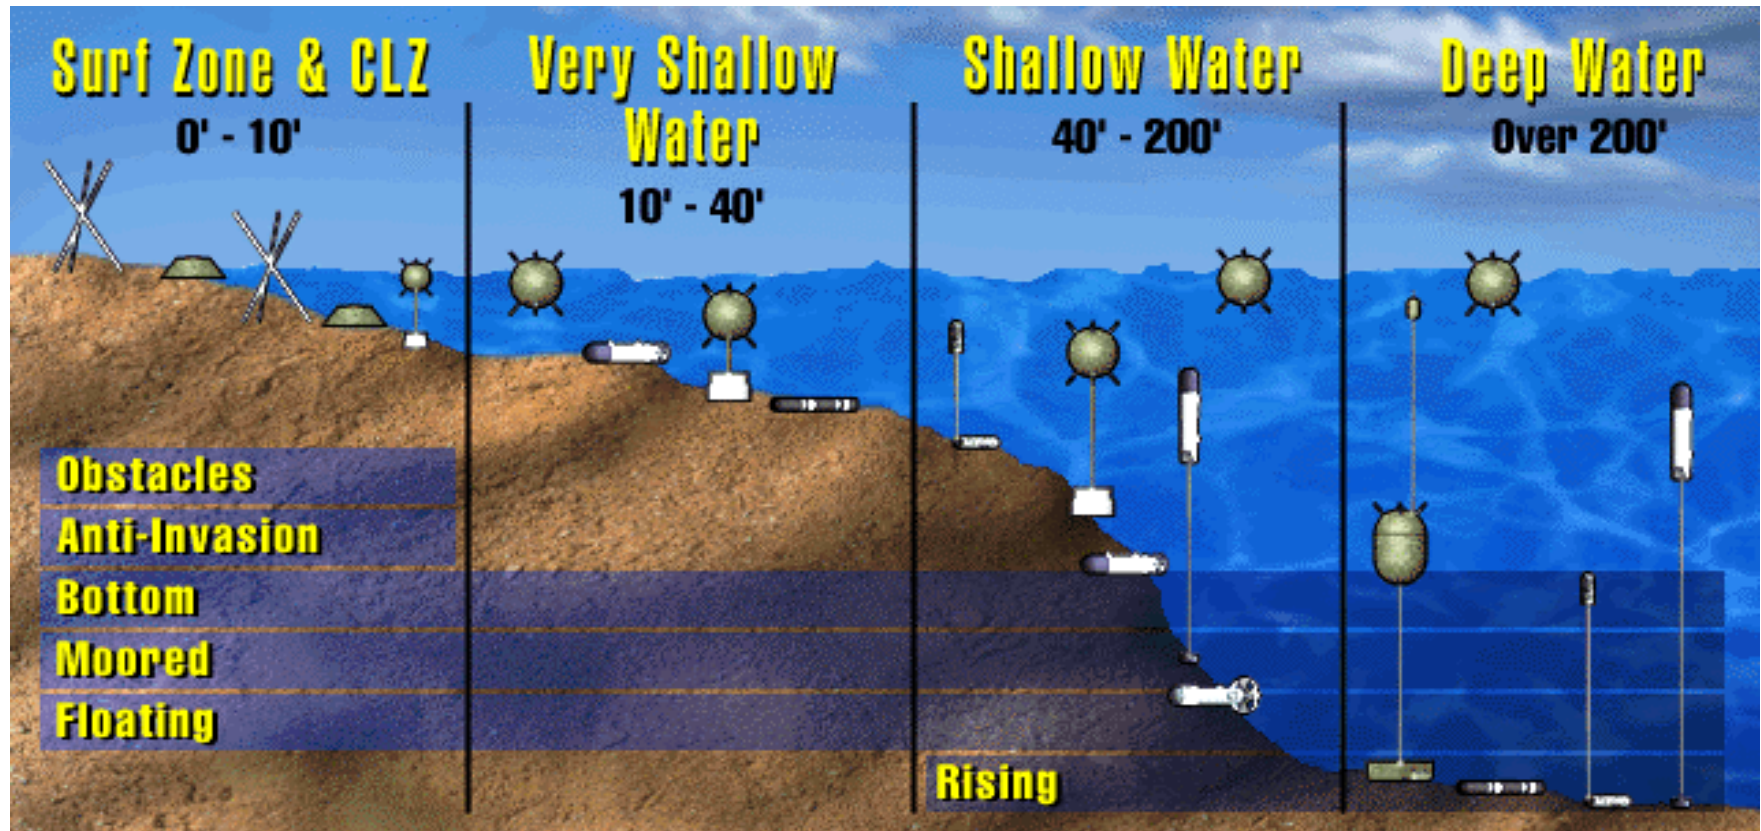 Surf Zone & CLZ
0' - 10'
Very Shallow
Water
10' - 40'
Shallow Water
40' - 200'
Deep Water
Over 200'
Obstacles
Anti-Invasion
Bottom
Moored
Floating
Rising